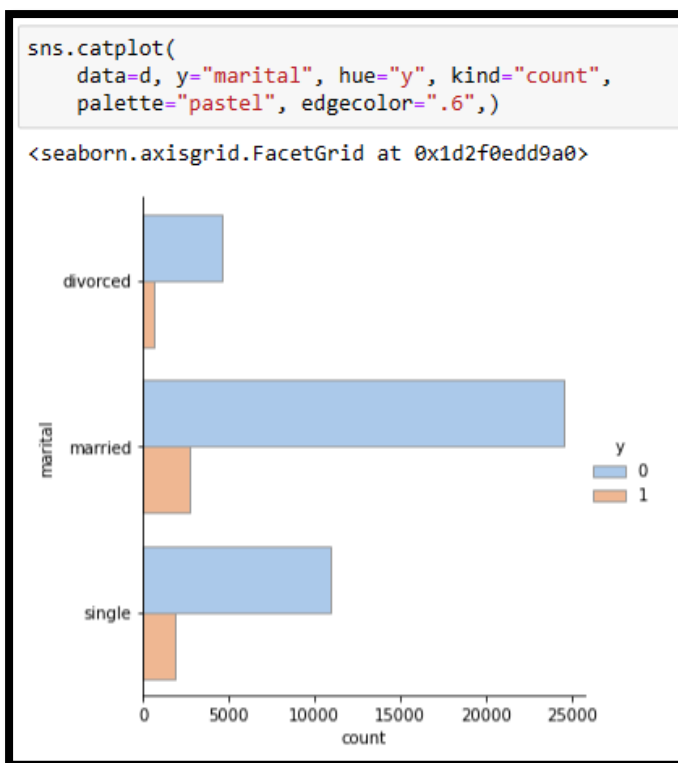 sns.catplot(
    data=d, y="marital", hue="y", kind="count",
    palette="pastel", edgecolor=".6",)
<seaborn.axisgrid.FacetGrid at 0x1d2f0edd9a0>
divorced
married
single
marital
y
0
1
0 5000 10000 15000 20000 25000
count